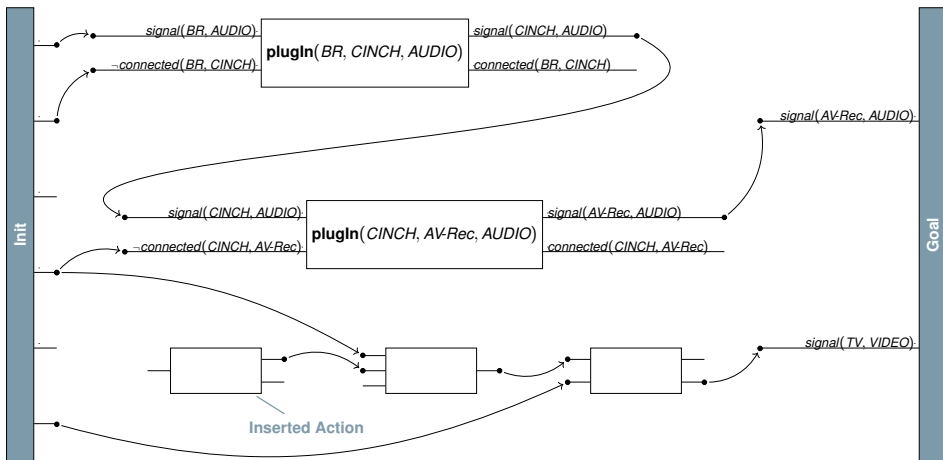 signal(BR, AUDIO)
¬connected(BR, CINCH)
plugIn(BR, CINCH, AUDIO)
signal(CINCH, AUDIO)
connected(BR, CINCH)
signal(AV-Rec, AUDIO)
Init
Goal
signal(CINCH, AUDIO)
¬connected(CINCH, AV-Rec)
plugIn(CINCH, AV-Rec, AUDIO)
signal(AV-Rec, AUDIO)
connected(CINCH, AV-Rec)
signal(TV, VIDEO)
Inserted Action